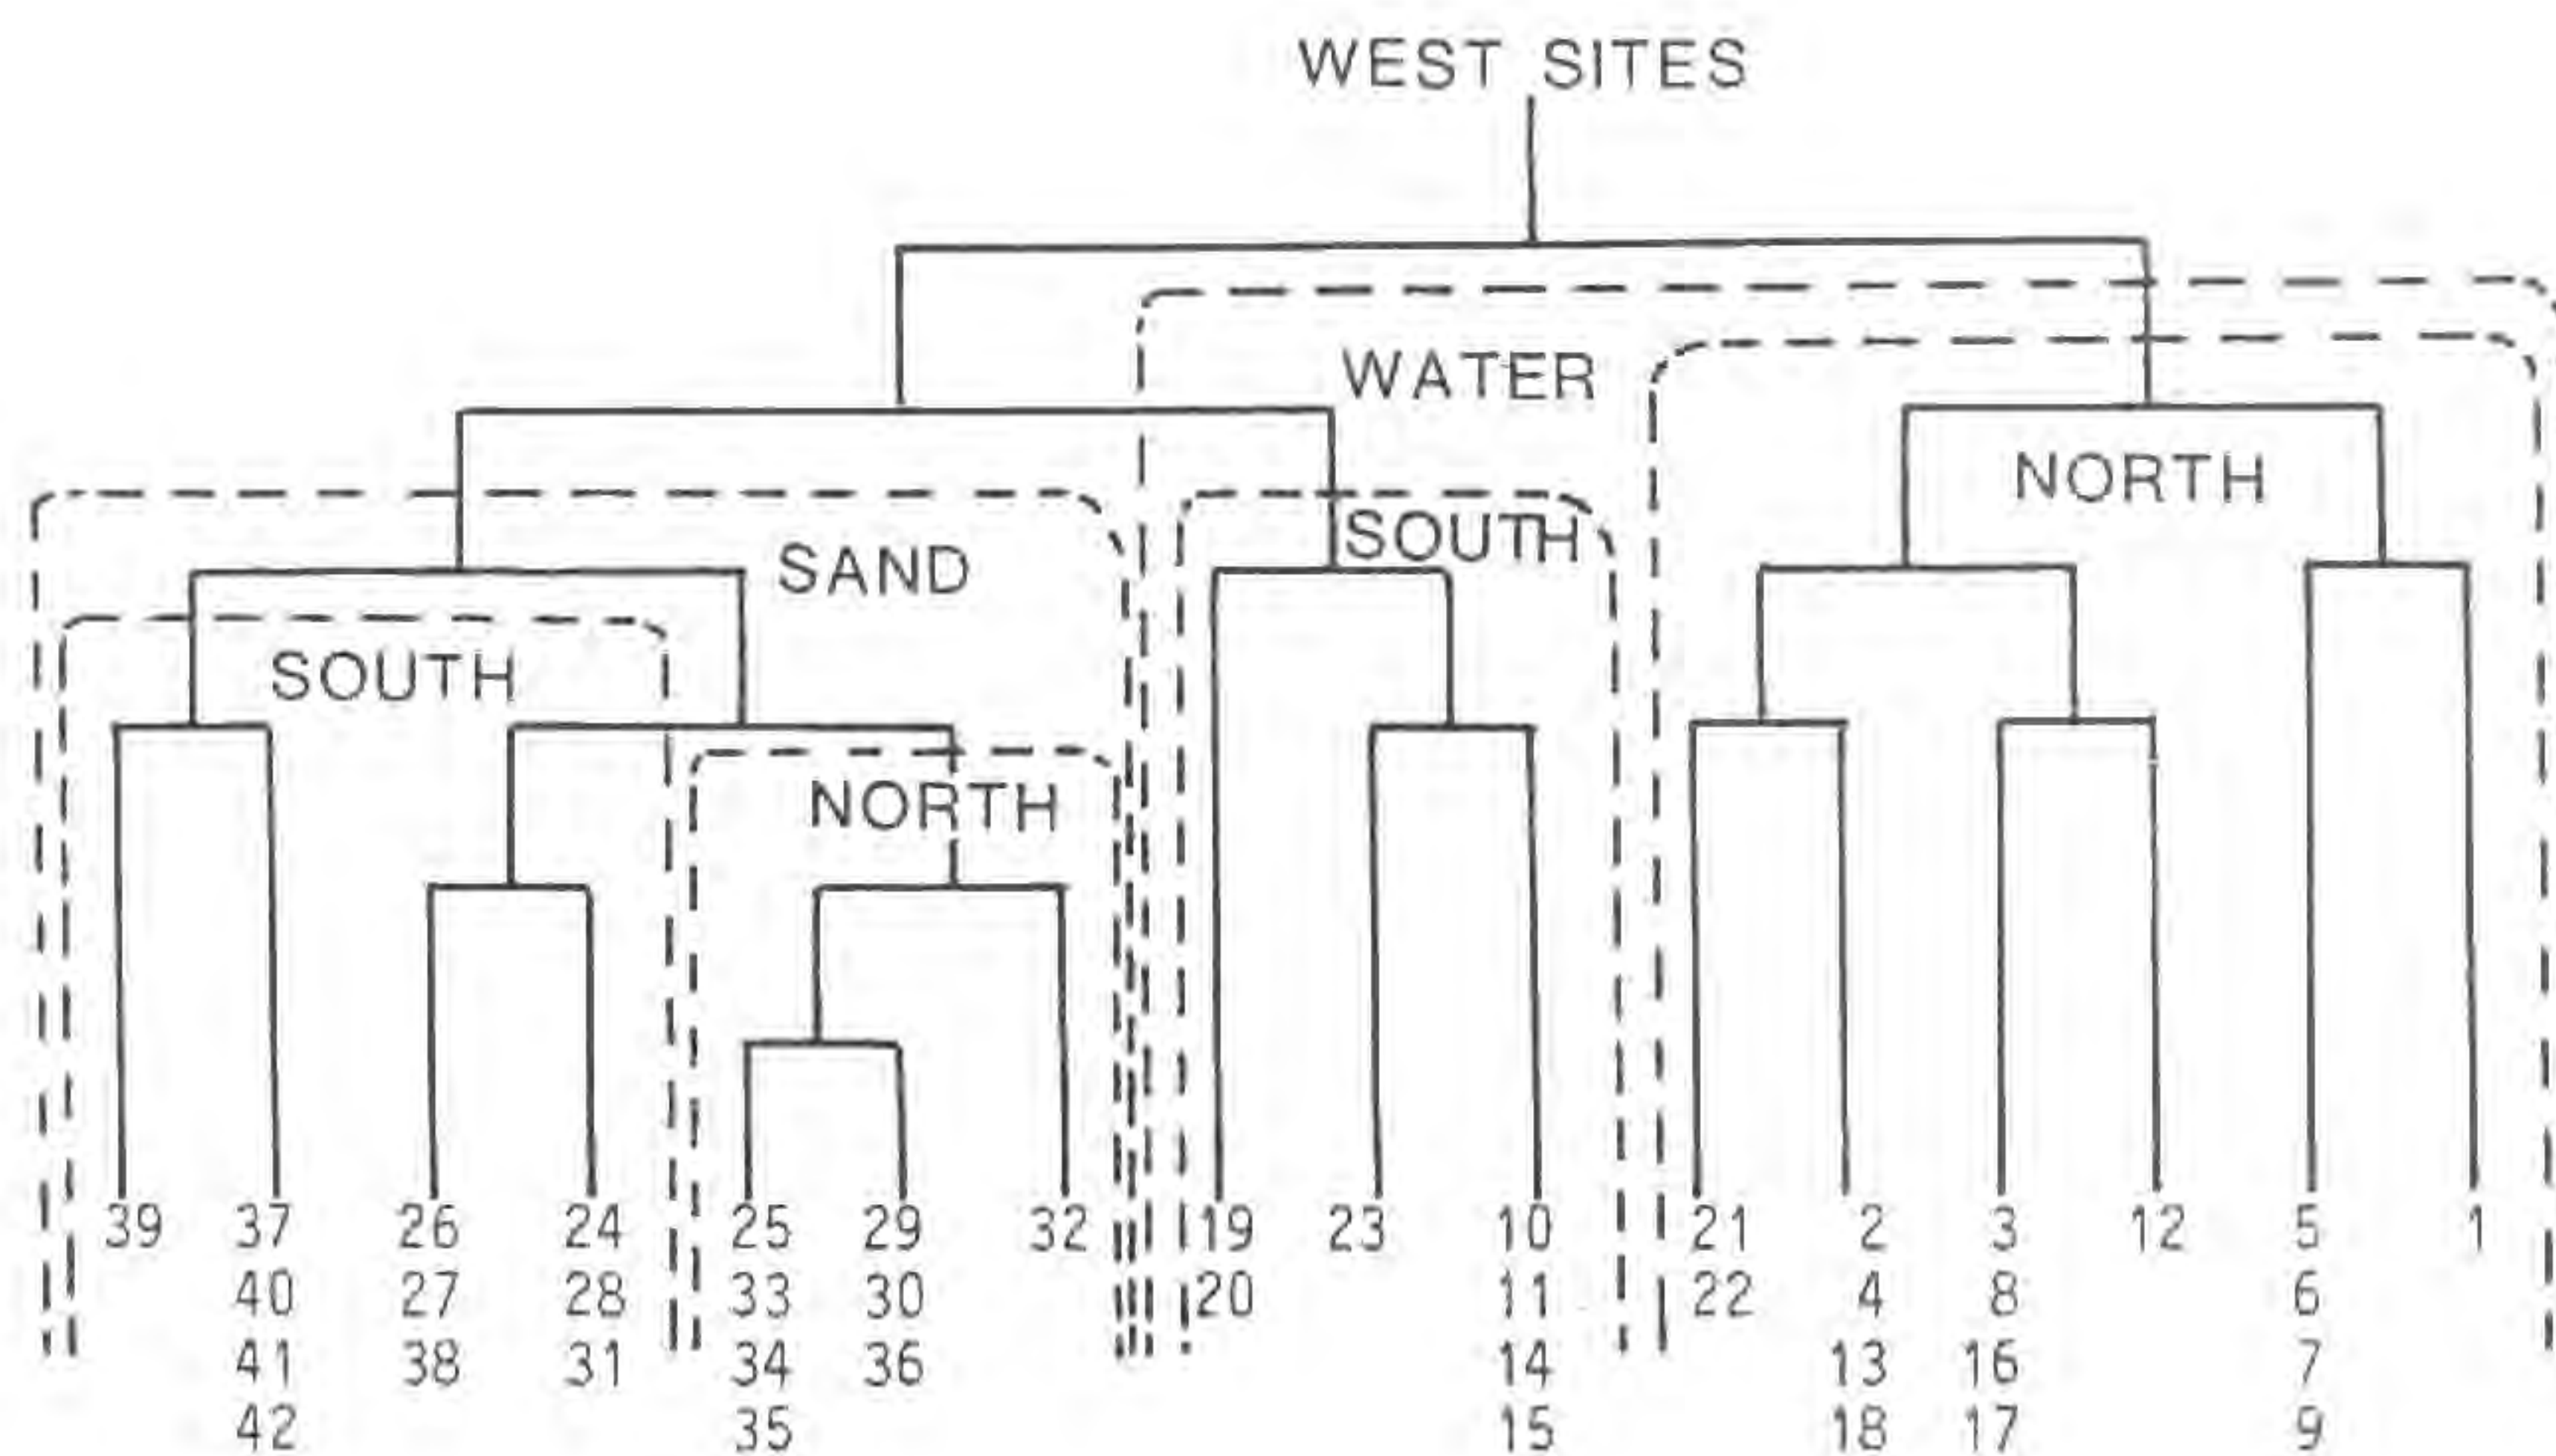 WEST SITES
WATER
NORTH
SOUTH
SAND
SOUTH
NORTH
39 37 26 24 25 29 32 19 23 10 21 2 3 12 5 1
40 27 28 33 30 20 11 22 4 8 6
41 38 31 34 36 14 13 16 7
42 35 15 18 17 9